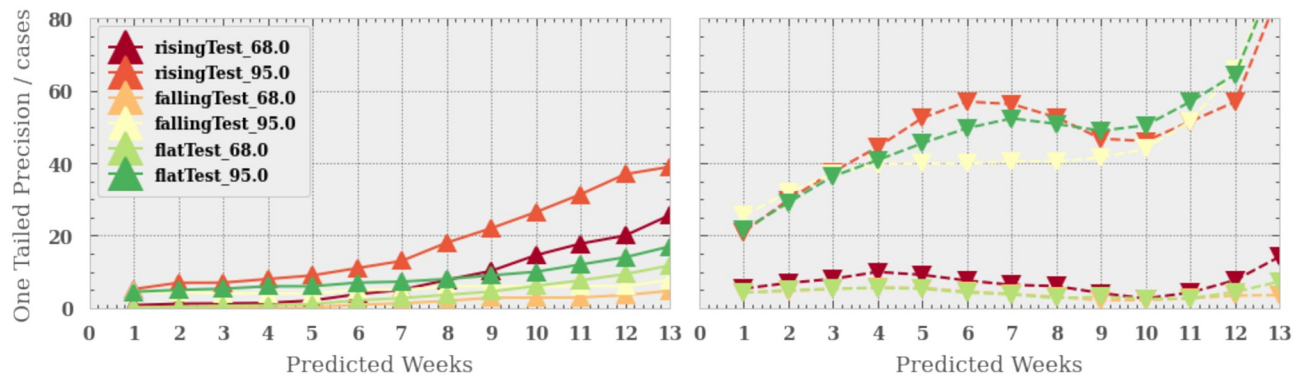 One Tailed Precision / cases
80
60
40
20
0
risingTest_68.0
risingTest_95.0
fallingTest_68.0
fallingTest_95.0
flatTest_68.0
flatTest_95.0
0 1 2 3 4 5 6 7 8 9 10 11 12 13
Predicted Weeks
0 1 2 3 4 5 6 7 8 9 10 11 12 13
Predicted Weeks